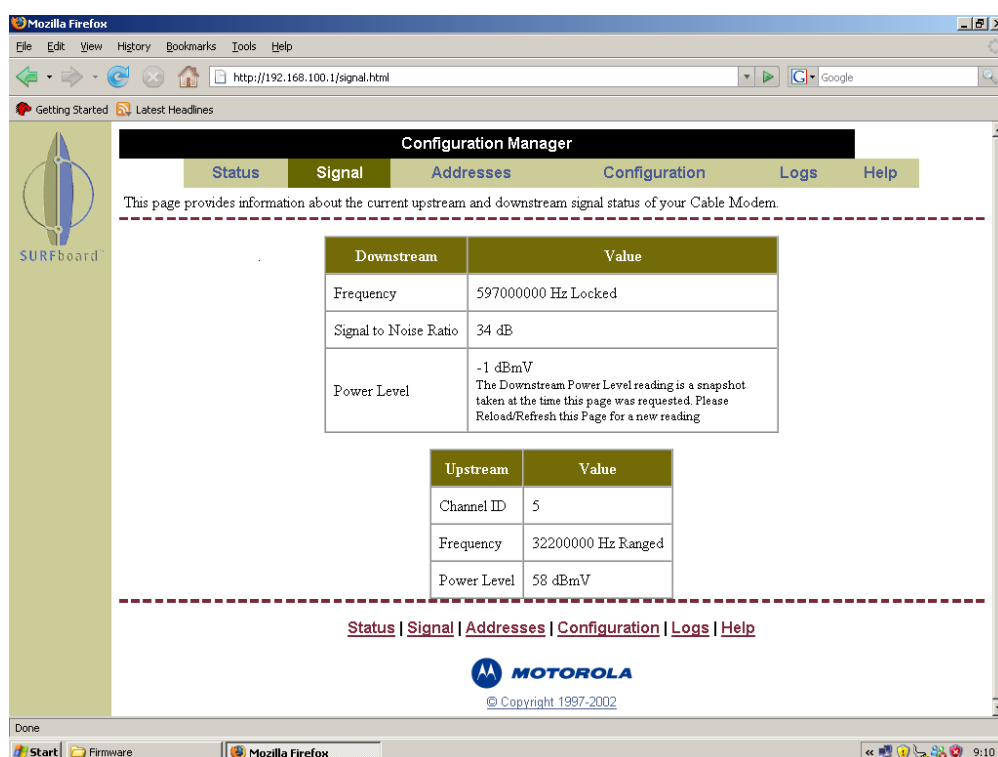 Mozilla Firefox
File Edit View History Bookmarks Tools Help
http://192.168.100.1/signal.html
G Google
Getting Started Latest Headlines
Configuration Manager
Status Signal Addresses Configuration Logs Help
This page provides information about the current upstream and downstream signal status of your Cable Modem.
SURFboard™
Downstream Value
Frequency 597000000 Hz Locked
Signal to Noise Ratio 34 dB
Power Level -1 dBmV
The Downstream Power Level reading is a snapshot
taken at the time this page was requested. Please
Reload/Refresh this Page for a new reading
Upstream Value
Channel ID 5
Frequency 32200000 Hz Ranged
Power Level 58 dBmV
Status | Signal | Addresses | Configuration | Logs | Help
MOTOROLA
© Copyright 1997-2002
Done
Start Firmware Mozilla Firefox « 9:10